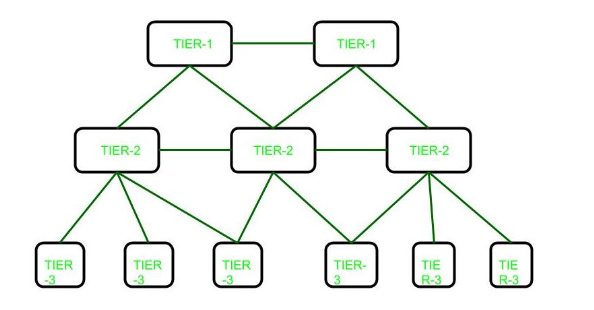 TIER-1 TIER-1
TIER-2 TIER-2 TIER-2
TIER TIER TIER TIER- TIE TIE
-3 -3 -3 3 R-3 R-3